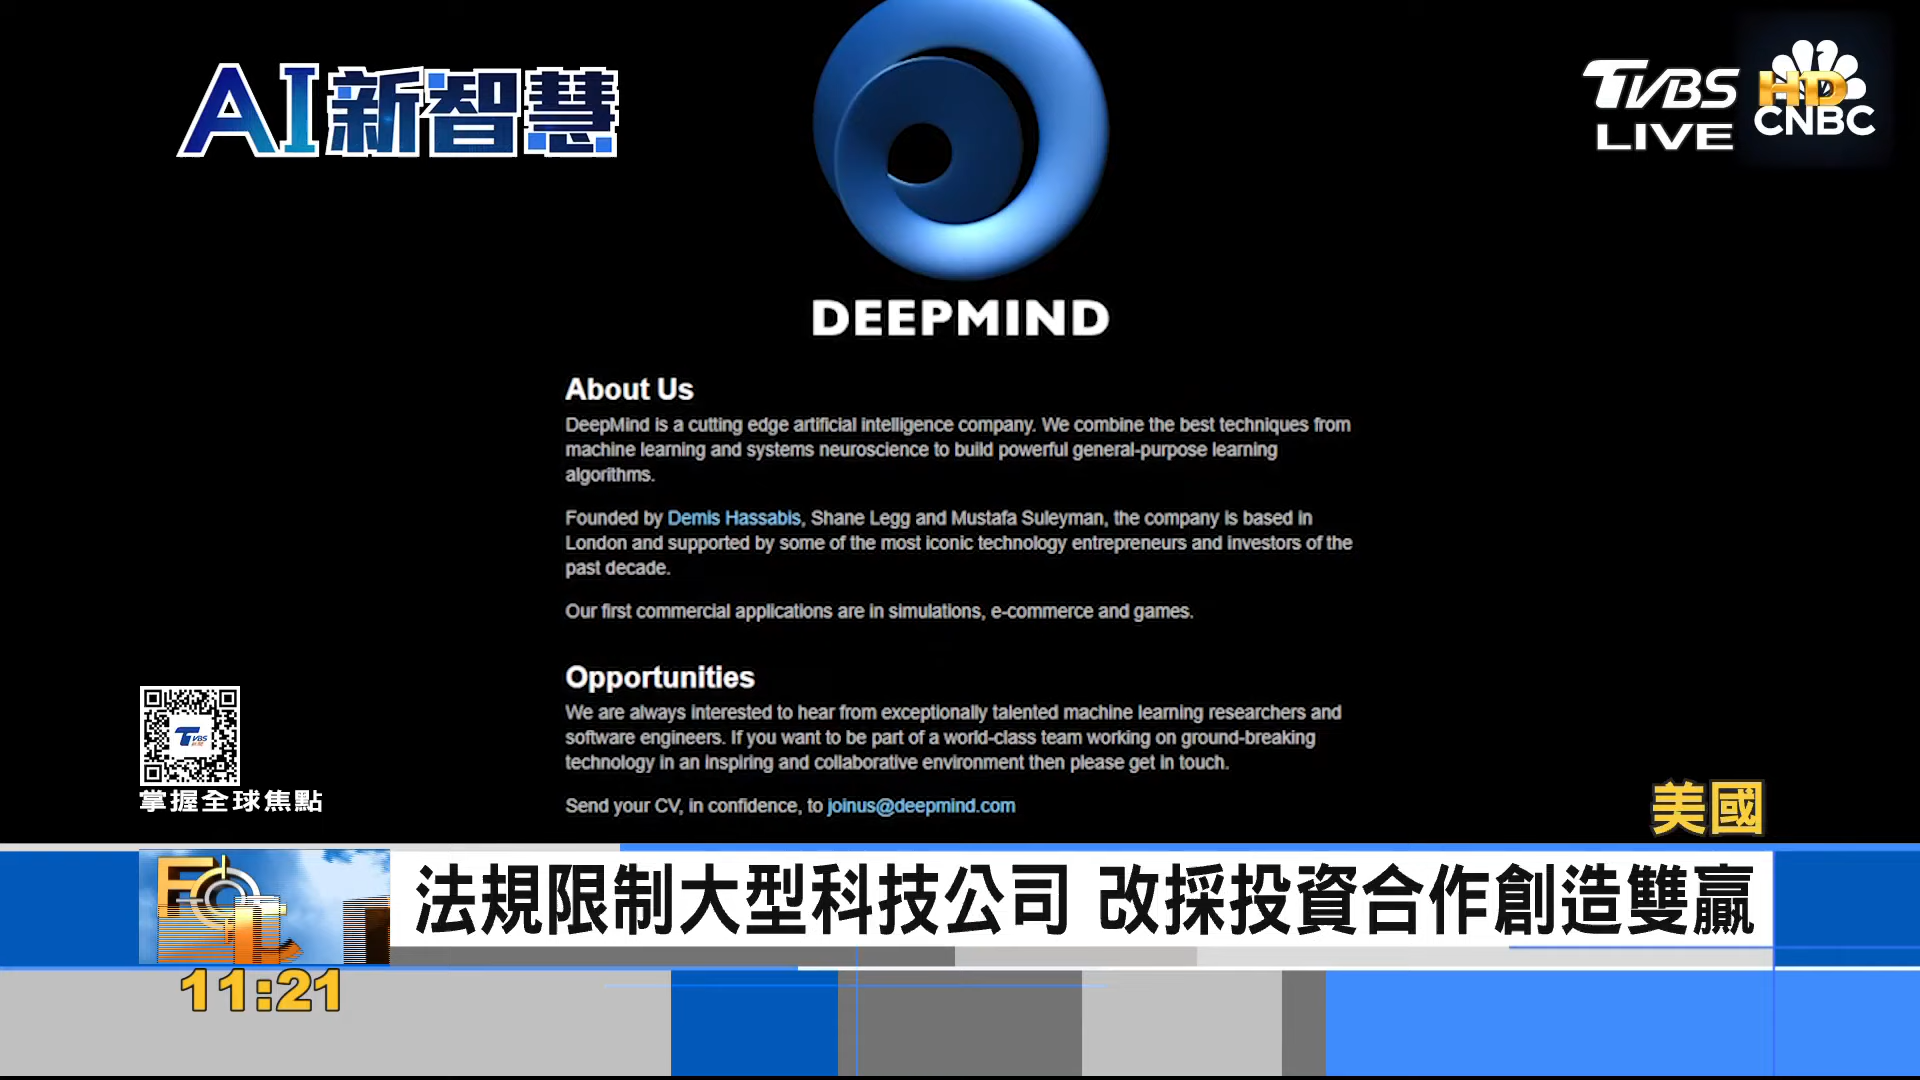 AI新智慧
TVBS HD
LIVE
CNBC
DEEPMIND
About Us
DeepMind is a cutting edge artificial intelligence company. We combine the best techniques from
machine learning and systems neuroscience to build powerful general-purpose learning
algorithms.
Founded by Demis Hassabis, Shane Legg and Mustafa Suleyman, the company is based in
London and supported by some of the most iconic technology entrepreneurs and investors of the
past decade.
Our first commercial applications are in simulations, e-commerce and games.
Opportunities
We are always interested to hear from exceptionally talented machine learning researchers and
software engineers. If you want to be part of a world-class team working on ground-breaking
technology in an inspiring and collaborative environment then please get in touch.
Send your CV, in confidence, to joinus@deepmind.com
TVBS
掌握全球焦點
美國
法規限制大型科技公司 改採投資合作創造雙贏
11:21